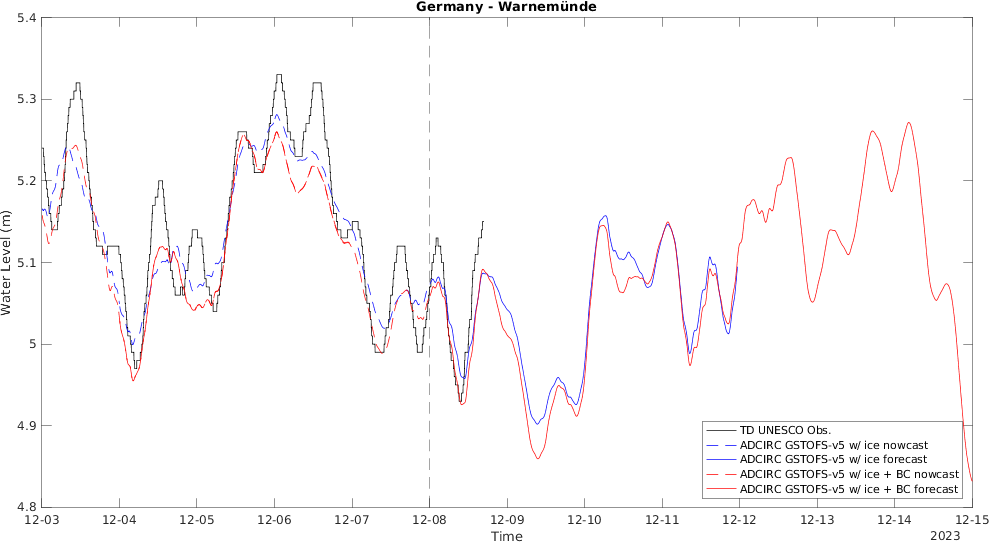 Germany - Warnemünde
5.4
5.3
5.2
5.1
5
4.9
4.8
Water Level (m)
TD UNESCO Obs.
ADCIRC GSTOFS-v5 w/ ice nowcast
ADCIRC GSTOFS-v5 w/ ice forecast
ADCIRC GSTOFS-v5 w/ ice + BC nowcast
ADCIRC GSTOFS-v5 w/ ice + BC forecast
12-03 12-04 12-05 12-06 12-07 12-08 12-09 12-10 12-11 12-12 12-13 12-14 12-15
Time
2023